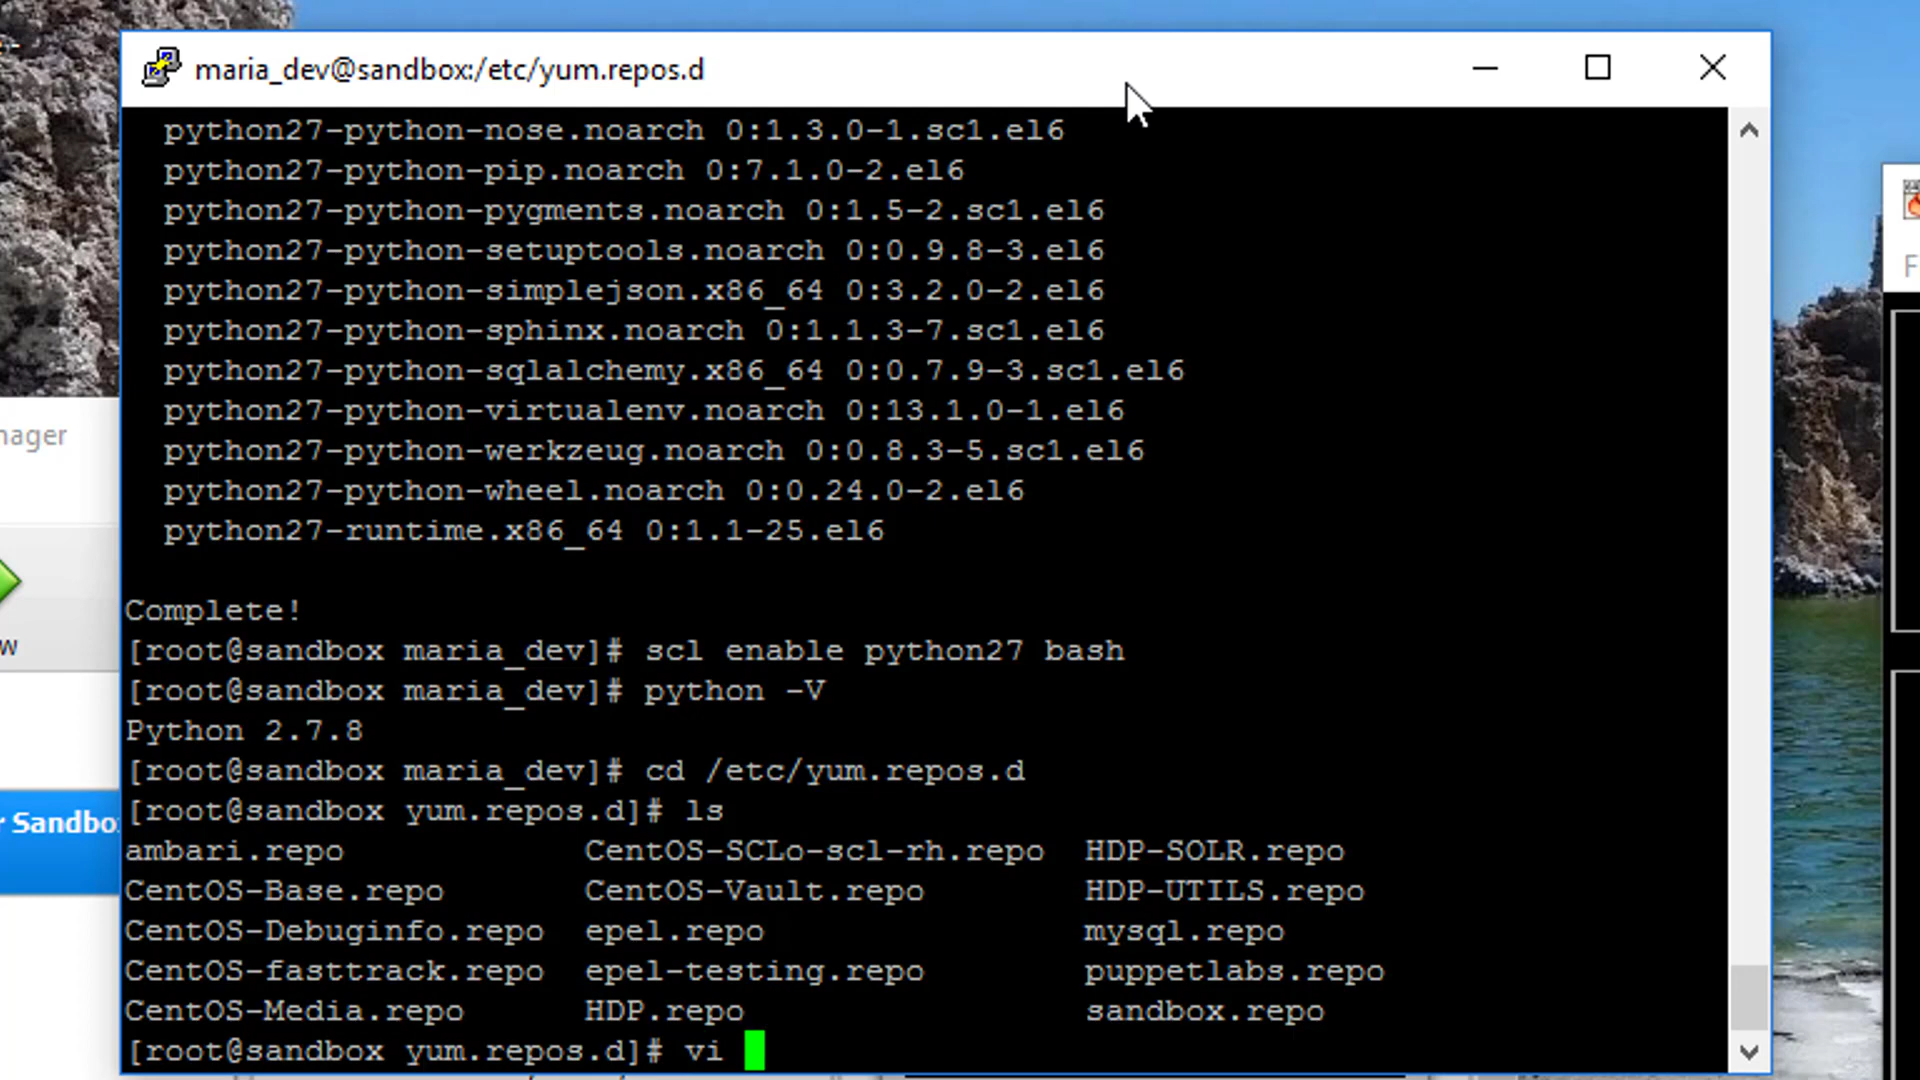 maria_dev@sandbox:/etc/yum.repos.d
python27-python-nose.noarch 0:1.3.0-1.sc1.el6
python27-python-pip.noarch 0:7.1.0-2.el6
python27-python-pygments.noarch 0:1.5-2.sc1.el6
python27-python-setuptools.noarch 0:0.9.8-3.el6
python27-python-simplejson.x86_64 0:3.2.0-2.el6
python27-python-sphinx.noarch 0:1.1.3-7.sc1.el6
python27-python-sqlalchemy.x86_64 0:0.7.9-3.sc1.el6
python27-python-virtualenv.noarch 0:13.1.0-1.el6
python27-python-werkzeug.noarch 0:0.8.3-5.sc1.el6
python27-python-wheel.noarch 0:0.24.0-2.el6
python27-runtime.x86_64 0:1.1-25.el6
Complete!
[root@sandbox maria_dev]# scl enable python27 bash
[root@sandbox maria_dev]# python -V
Python 2.7.8
[root@sandbox maria_dev]# cd /etc/yum.repos.d
[root@sandbox yum.repos.d]# ls
ambari.repo CentOS-SCLo-scl-rh.repo HDP-SOLR.repo
CentOS-Base.repo CentOS-Vault.repo HDP-UTILS.repo
CentOS-Debuginfo.repo epel.repo mysql.repo
CentOS-fasttrack.repo epel-testing.repo puppetlabs.repo
CentOS-Media.repo HDP.repo sandbox.repo
[root@sandbox yum.repos.d]# vi
nager
w
r Sandbo
F